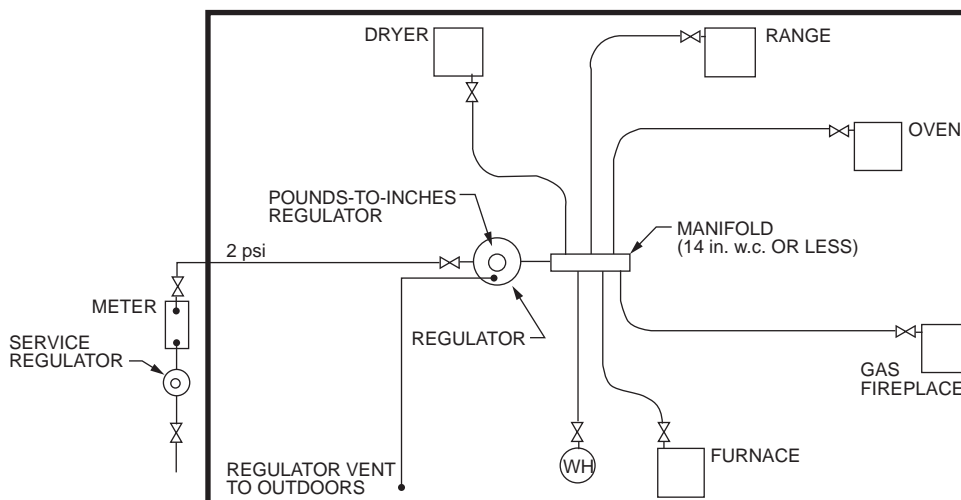 DRYER
RANGE
OVEN
POUNDS-TO-INCHES
REGULATOR
MANIFOLD
(14 in. w.c. OR LESS)
2 psi
METER
SERVICE
REGULATOR
REGULATOR
GAS
FIREPLACE
REGULATOR VENT
TO OUTDOORS
WH
FURNACE